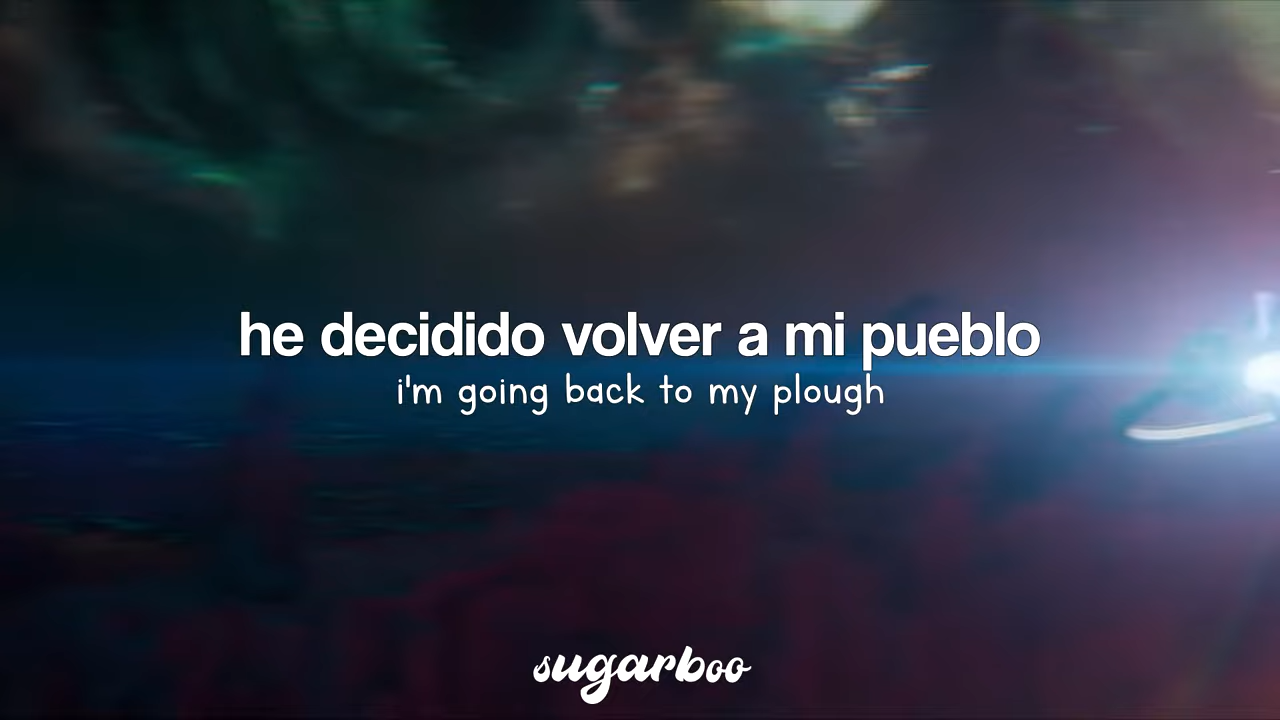 he decidido volver a mi pueblo
i'm going back to my plough
sugarboo